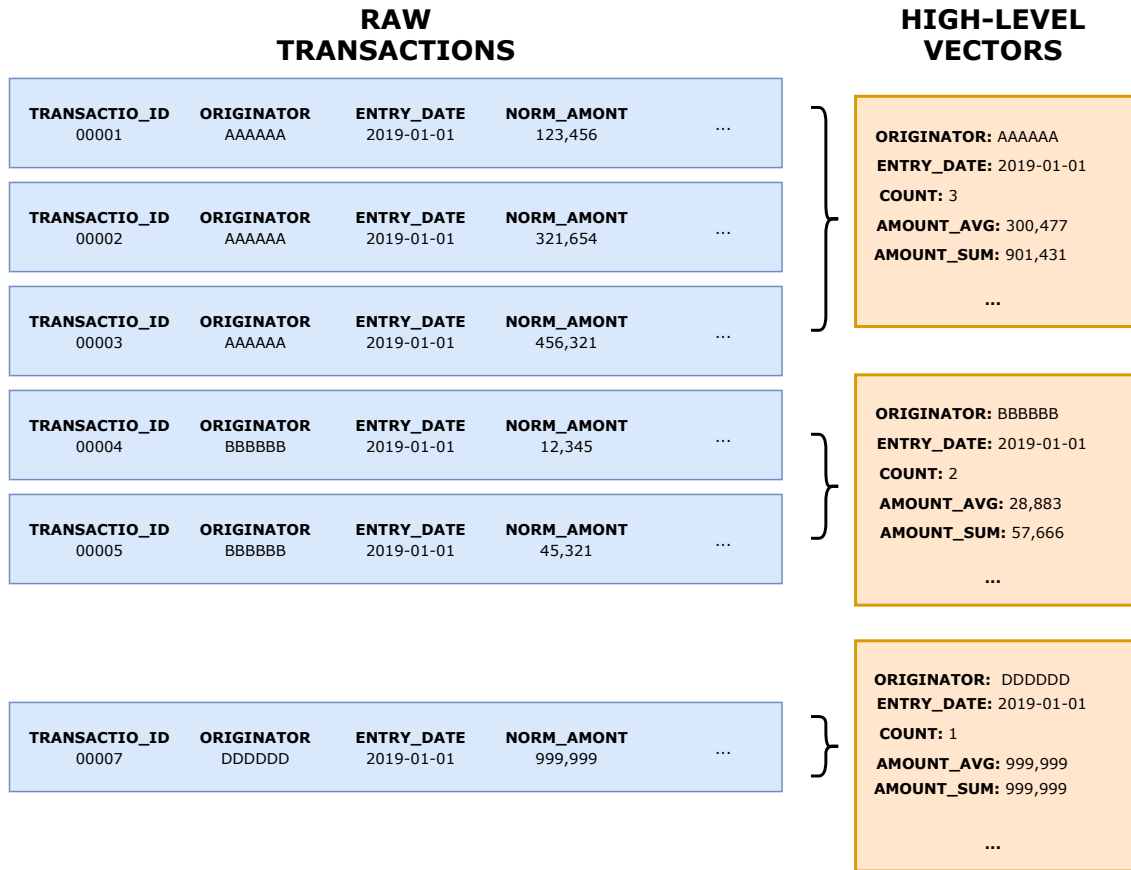 RAW
TRANSACTIONS
HIGH-LEVEL
VECTORS
TRANSACTIO_ID ORIGINATOR ENTRY_DATE NORM_AMONT
00001 AAAAAA 2019-01-01 123,456 ...
TRANSACTIO_ID ORIGINATOR ENTRY_DATE NORM_AMONT
00002 AAAAAA 2019-01-01 321,654 ...
TRANSACTIO_ID ORIGINATOR ENTRY_DATE NORM_AMONT
00003 AAAAAA 2019-01-01 456,321 ...
ORIGINATOR: AAAAAA
ENTRY_DATE: 2019-01-01
COUNT: 3
AMOUNT_AVG: 300,477
AMOUNT_SUM: 901,431
...
TRANSACTIO_ID ORIGINATOR ENTRY_DATE NORM_AMONT
00004 BBBBBB 2019-01-01 12,345 ...
TRANSACTIO_ID ORIGINATOR ENTRY_DATE NORM_AMONT
00005 BBBBBB 2019-01-01 45,321 ...
ORIGINATOR: BBBBBB
ENTRY_DATE: 2019-01-01
COUNT: 2
AMOUNT_AVG: 28,883
AMOUNT_SUM: 57,666
...
TRANSACTIO_ID ORIGINATOR ENTRY_DATE NORM_AMONT
00007 DDDDDD 2019-01-01 999,999 ...
ORIGINATOR: DDDDDD
ENTRY_DATE: 2019-01-01
COUNT: 1
AMOUNT_AVG: 999,999
AMOUNT_SUM: 999,999
...